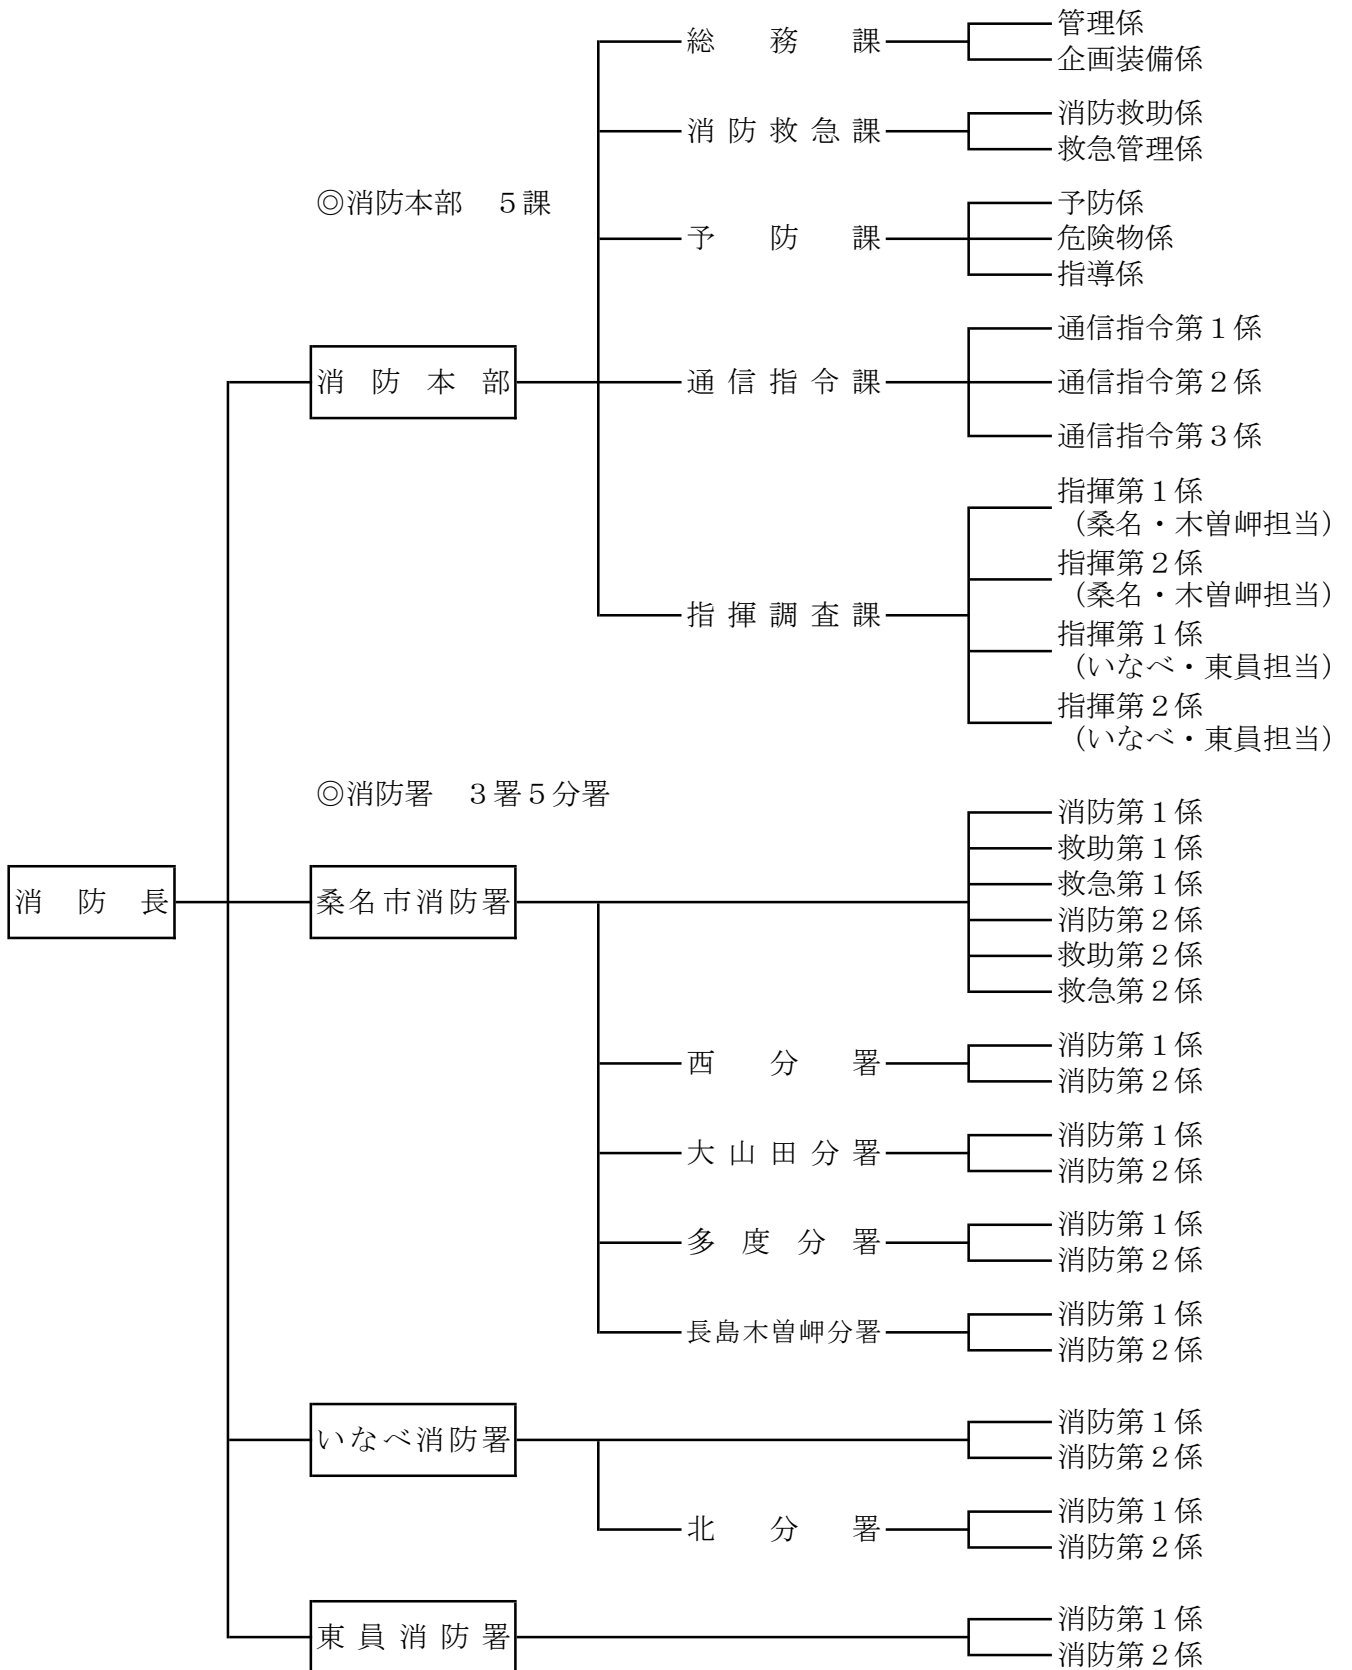 総務課
管理係
企画装備係
消防救急課
消防救助係
救急管理係
◎消防本部　５課
予防課
予防係
危険物係
指導係
消防本部
通信指令課
通信指令第１係
通信指令第２係
通信指令第３係
指揮調査課
指揮第１係
（桑名・木曽岬担当）
指揮第２係
（桑名・木曽岬担当）
指揮第１係
（いなべ・東員担当）
指揮第２係
（いなべ・東員担当）
◎消防署　３署５分署
消防長
桑名市消防署
消防第１係
救助第１係
救急第１係
消防第２係
救助第２係
救急第２係
西分署
消防第１係
消防第２係
大山田分署
消防第１係
消防第２係
多度分署
消防第１係
消防第２係
長島木曽岬分署
消防第１係
消防第２係
いなべ消防署
消防第１係
消防第２係
北分署
消防第１係
消防第２係
東員消防署
消防第１係
消防第２係